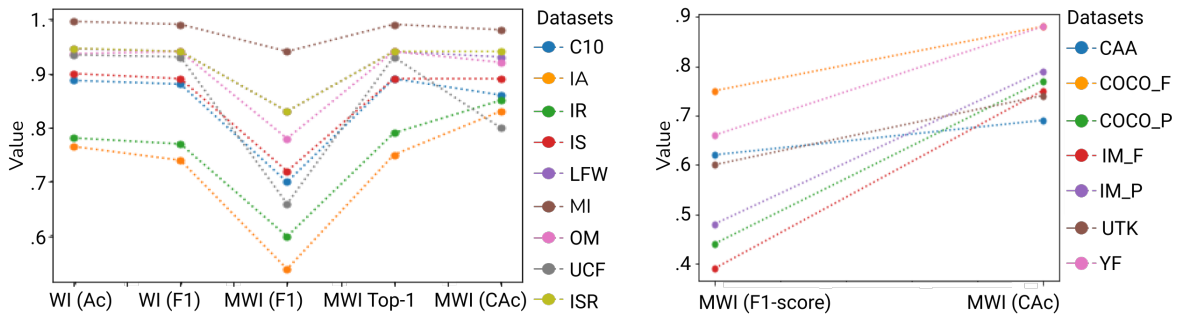 Datasets
1.
.9
.8
.7
.6
Value
WI (Ac)
WI (F1)
MWI (F1)
MWI Top-1
MWI (CAc)
C10
IA
IR
IS
LFW
MI
OM
UCF
ISR
Datasets
.9
.8
.7
.6
.5
.4
Value
MWI (F1-score)
MWI (CAc)
CAA
COCO_F
COCO_P
IM_F
IM_P
UTK
YF